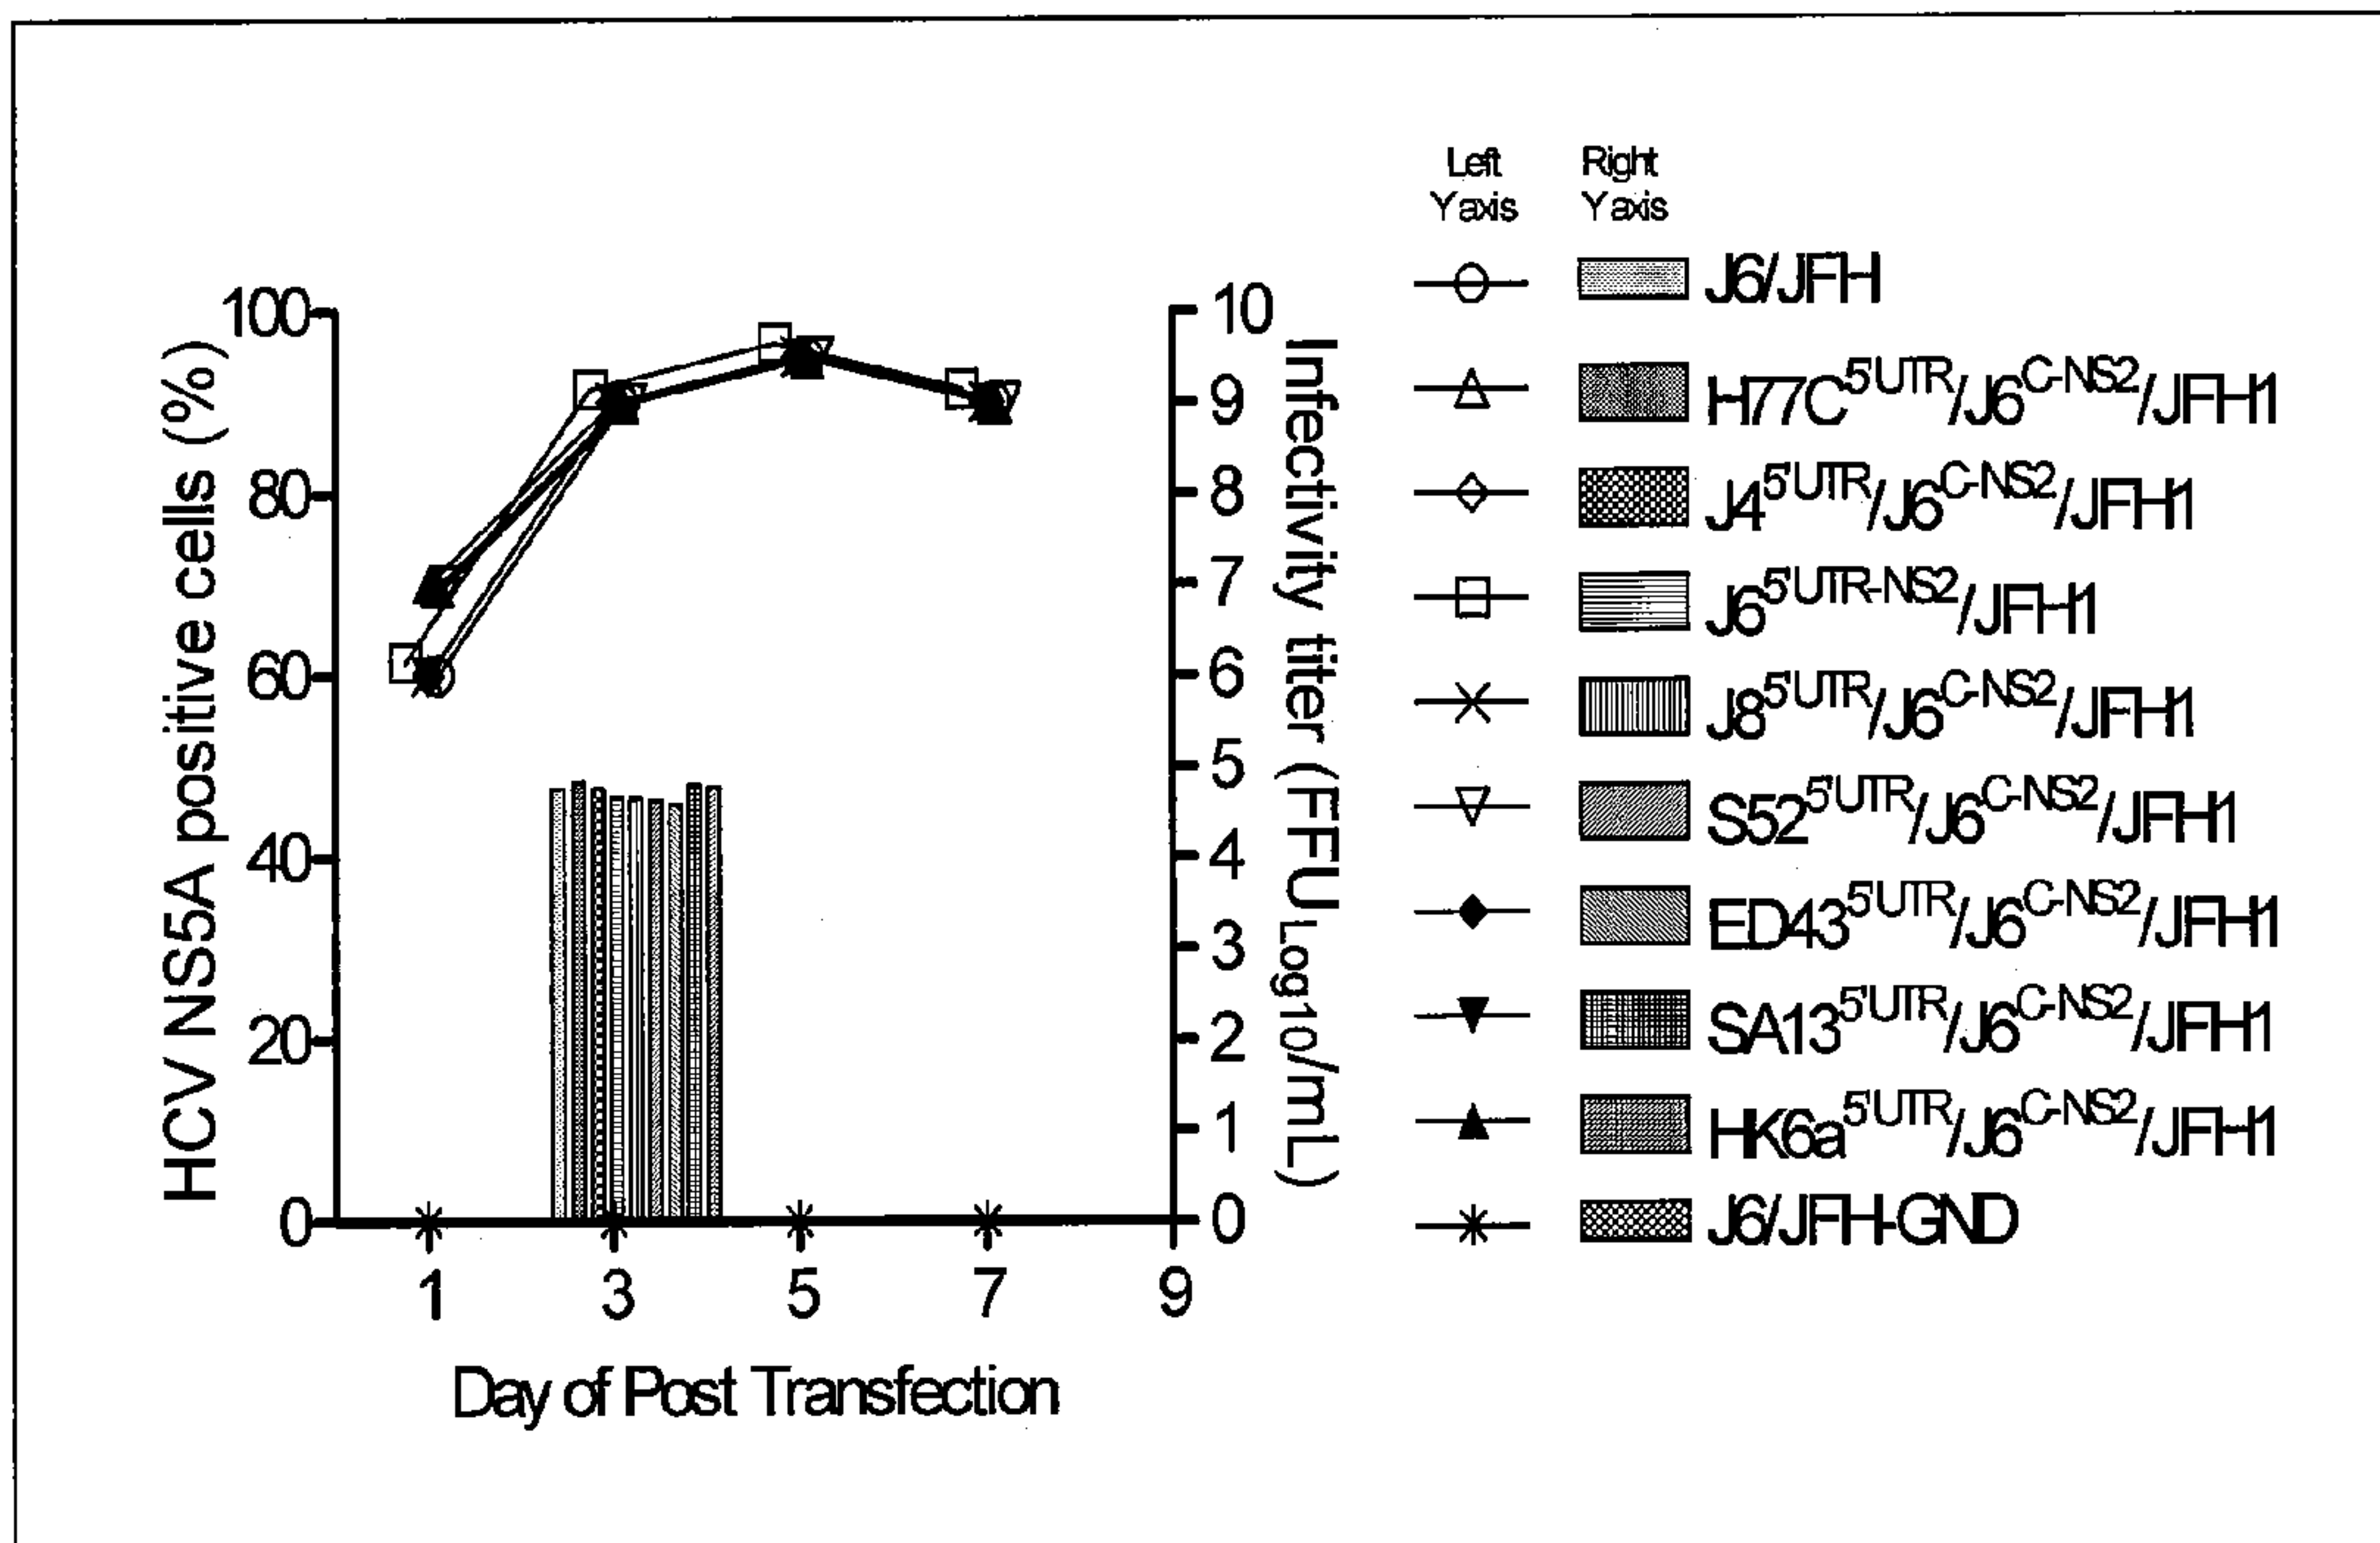 Left Right
Y axis Y axis
J6/JFH
H77C5'UTR/J6C-NS2/JFH1
J45'UTR/J6C-NS2/JFH1
J65'UTR-NS2/JFH1
J85'UTR/J6C-NS2/JFH1
S525'UTR/J6C-NS2/JFH1
ED435'UTR/J6C-NS2/JFH1
SA135'UTR/J6C-NS2/JFH1
HK6a5'UTR/J6C-NS2/JFH1
J6/JFH-GND
HCV NS5A positive cells (%)
100
80
60
40
20
0
10
9
8
7
6
5
4
3
2
1
0
Infectivity titer (FFU Log10/mL)
1 3 5 7 9
Day of Post Transfection